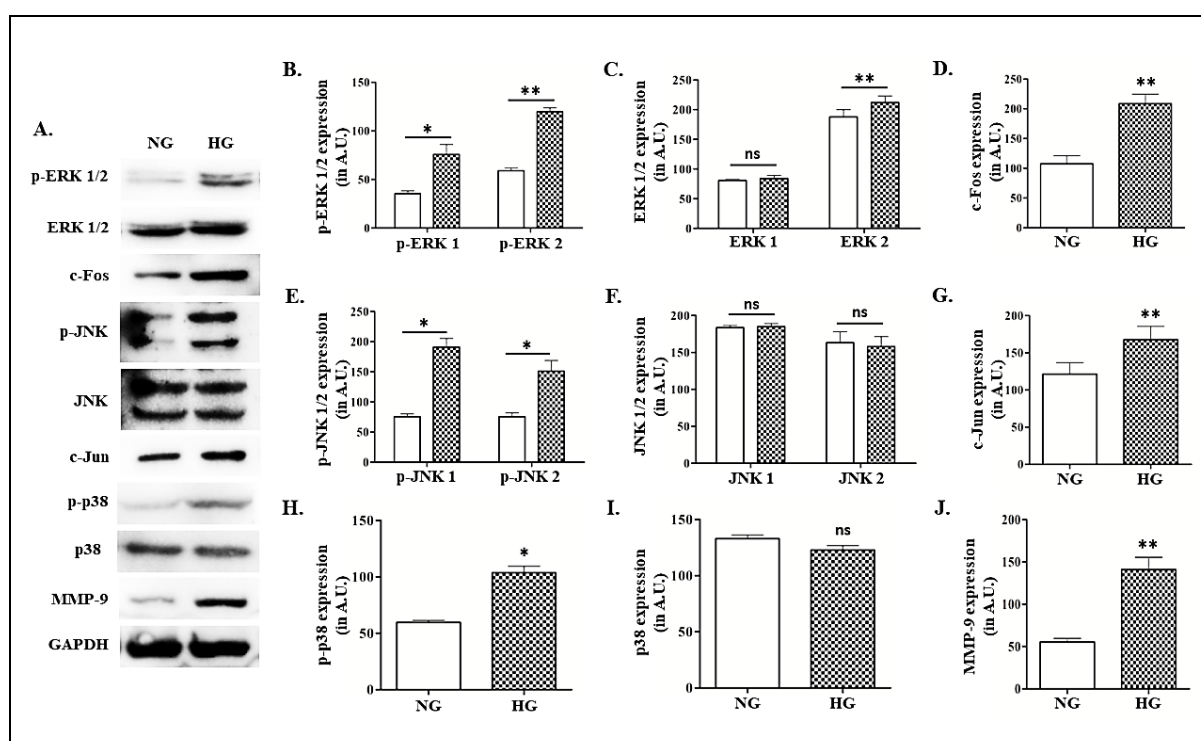 A.
NG HG
p-ERK 1/2
ERK 1/2
c-Fos
p-JNK
JNK
c-Jun
p-p38
p38
MMP-9
GAPDH
B.
p-ERK 1/2 expression
(in A.U.)
150
100
50
0
*
**
p-ERK 1 p-ERK 2
C.
ERK 1/2 expression
(in A.U.)
250
200
150
100
50
0
ns
**
ERK 1 ERK 2
D.
c-Fos expression
(in A.U.)
250
200
150
100
50
0
**
NG HG
E.
p-JNK 1/2 expression
(in A.U.)
250
200
150
100
50
0
*
*
p-JNK 1 p-JNK 2
F.
JNK 1/2 expression
(in A.U.)
200
150
100
50
0
ns
ns
JNK 1 JNK 2
G.
c-Jun expression
(in A.U.)
200
150
100
50
0
**
NG HG
H.
p-p38 expression
(in A.U.)
150
100
50
0
*
NG HG
I.
p38 expression
(in A.U.)
150
100
50
0
ns
NG HG
J.
MMP-9 expression
(in A.U.)
200
150
100
50
0
**
NG HG